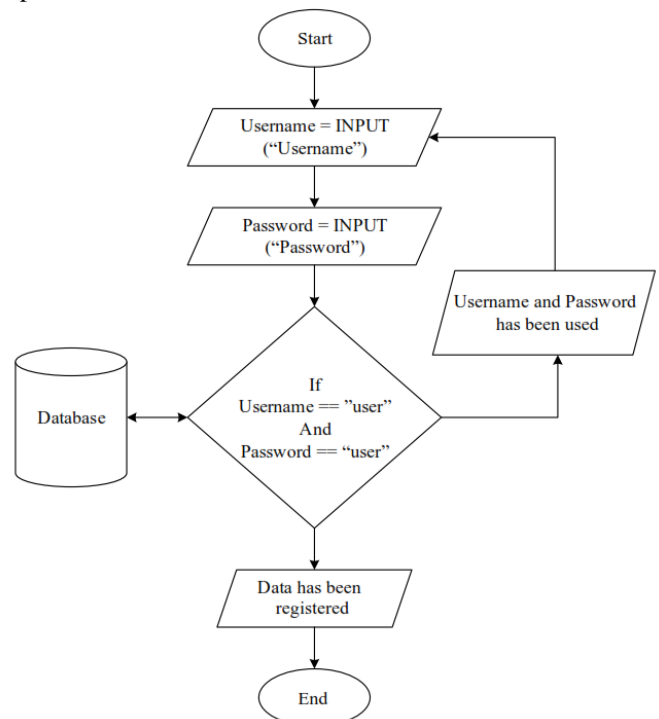 Start
Username = INPUT
(“Username”)
Password = INPUT
(“Password”)
Username and Password
has been used
If
Username == ”user”
And
Password == “user”
Database
Data has been
registered
End